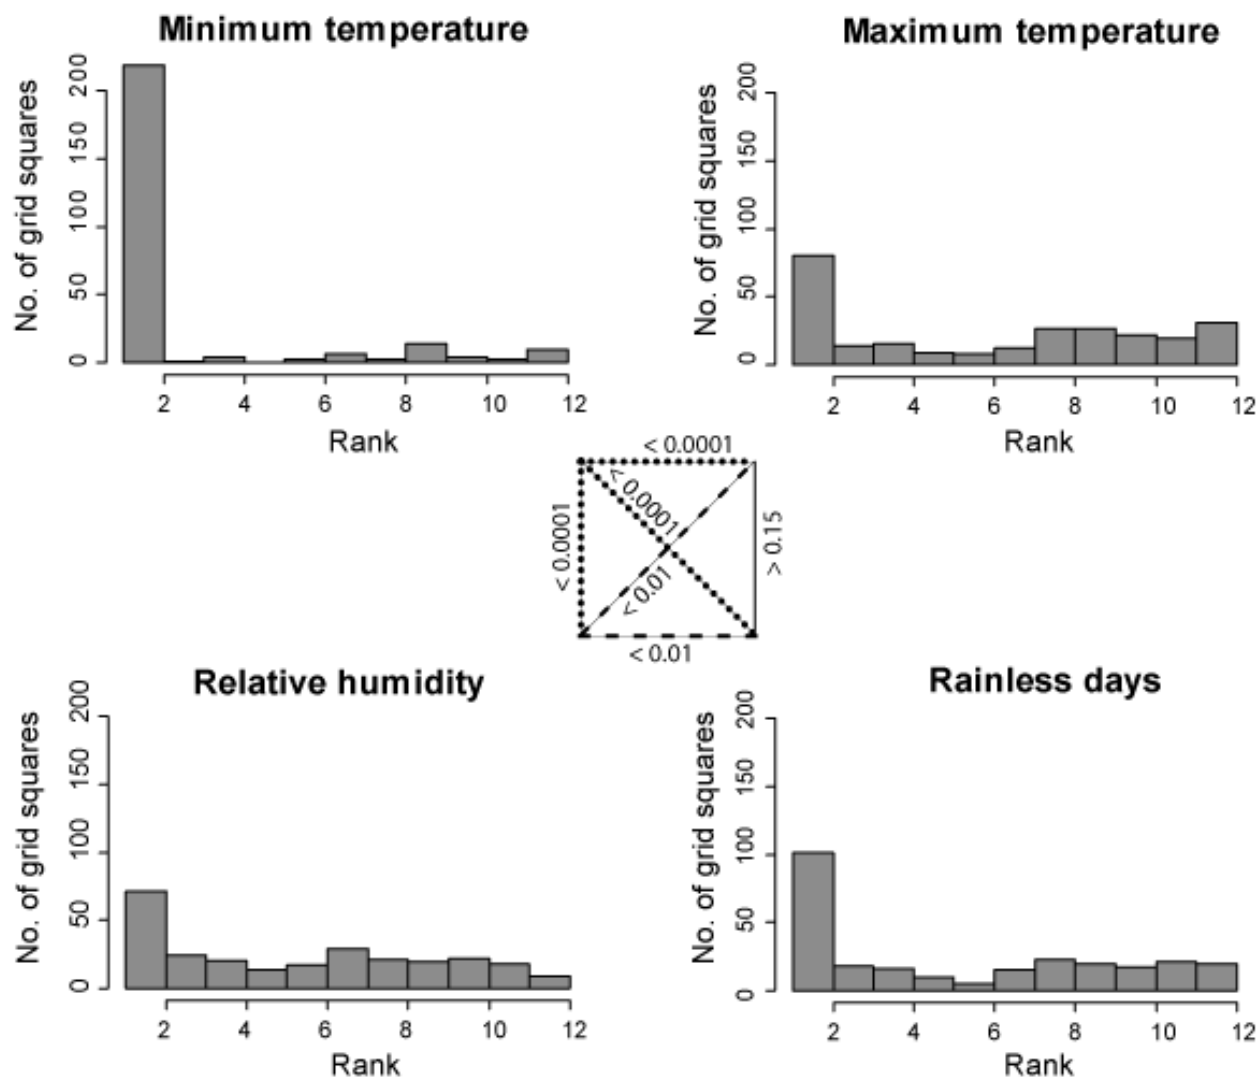 Minimum temperature
No. of grid squares
200
150
100
50
0
2 4 6 8 10 12
Rank
Maximum temperature
No. of grid squares
200
150
100
50
0
2 4 6 8 10 12
Rank
< 0.0001
< 0.0001
< 0.0001
> 0.15
< 0.01
< 0.01
Relative humidity
No. of grid squares
200
150
100
50
0
2 4 6 8 10 12
Rank
Rainless days
No. of grid squares
200
150
100
50
0
2 4 6 8 10 12
Rank